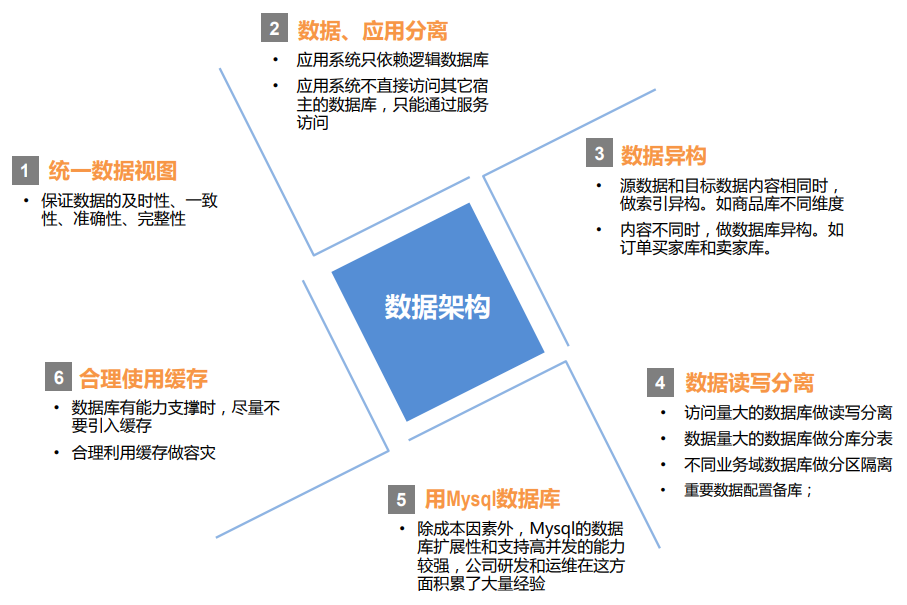 1 统一数据视图
• 保证数据的及时性、一致
性、准确性、完整性
2 数据、应用分离
• 应用系统只依赖逻辑数据库
• 应用系统不直接访问其它宿
主的数据库，只能通过服务
访问
3 数据异构
• 源数据和目标数据内容相同时，
做索引异构。如商品库不同维度
• 内容不同时，做数据库异构。如
订单买家库和卖家库。
数据架构
4 数据读写分离
• 访问量大的数据库做读写分离
• 数据量大的数据库做分库分表
• 不同业务域数据库做分区隔离
• 重要数据配置备库；
5 用Mysql数据库
• 除成本因素外，Mysql的数据
库扩展性和支持高并发的能力
较强，公司研发和运维在这方
面积累了大量经验
6 合理使用缓存
• 数据库有能力支撑时，尽量不
要引入缓存
• 合理利用缓存做容灾